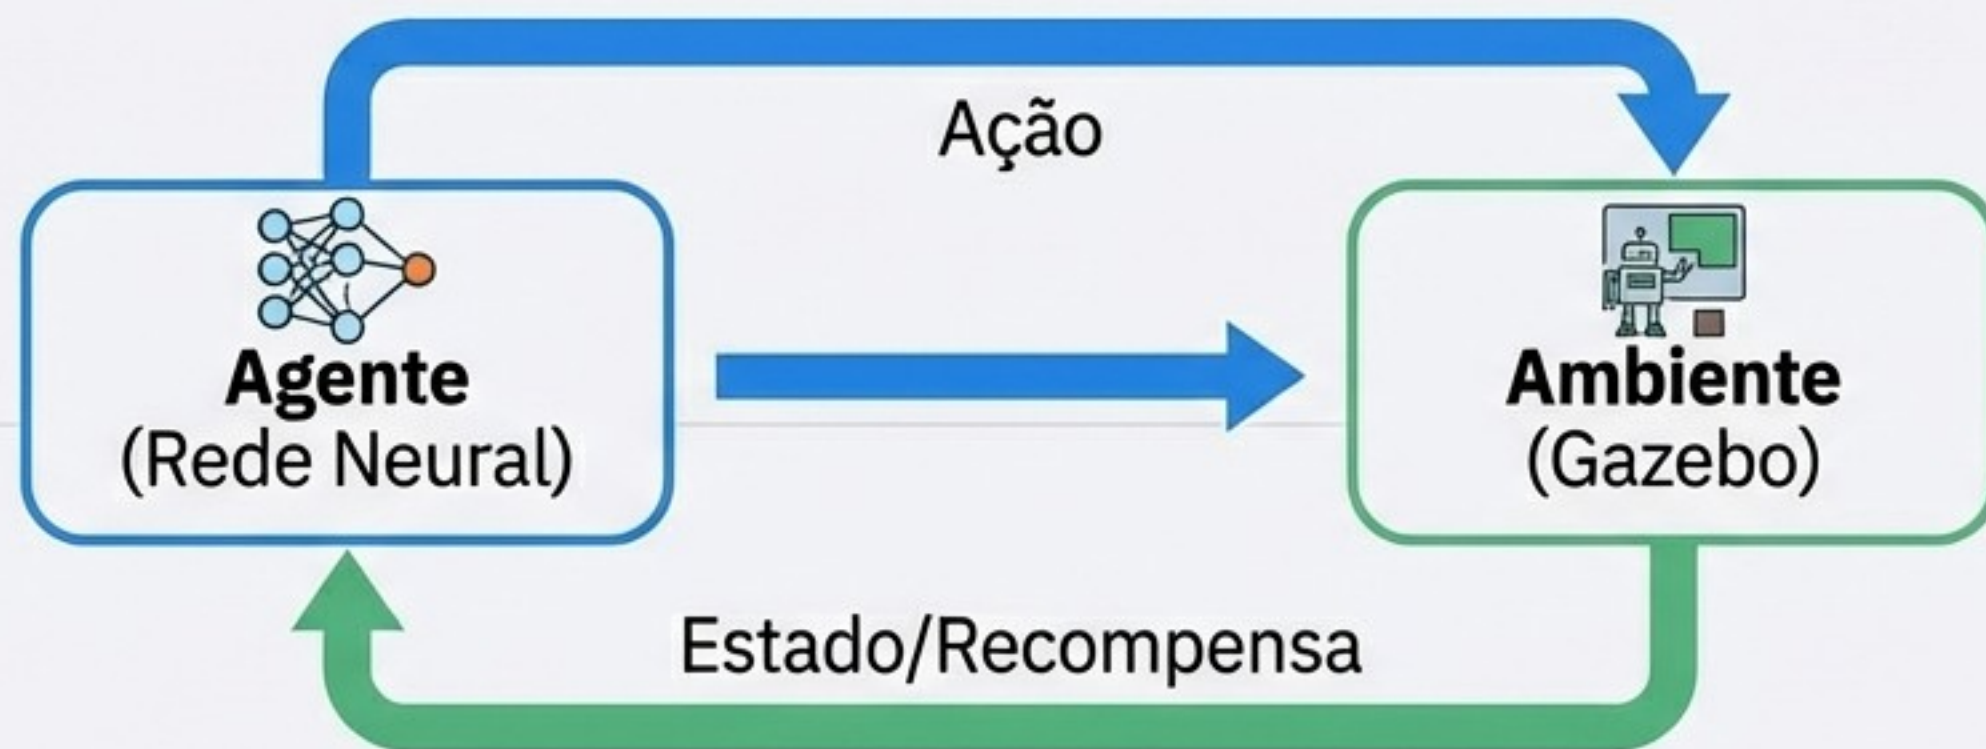 Ação
Agente
(Rede Neural)
Ambiente
(Gazebo)
Estado/Recompensa